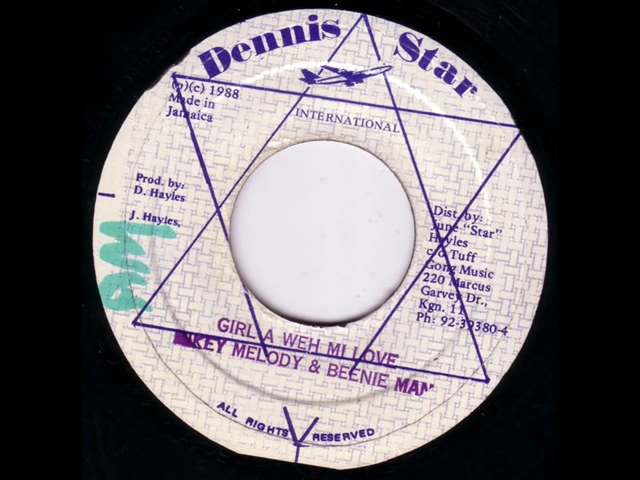 Dennis Star
(p)(c) 1988
Made in
Jamaica
INTERNATIONAL
Prod. by:
D. Hayles
J. Hayles,
Dist. by:
June "Star"
Hayles
c/o Tuff
Gong Music
220 Marcus
Garvey Dr.,
Kgn. 11
Ph: 92-39380-4
GIRL A WEH MI LOVE
MELODY & BEENIE MAN
ALL RIGHTS RESERVED